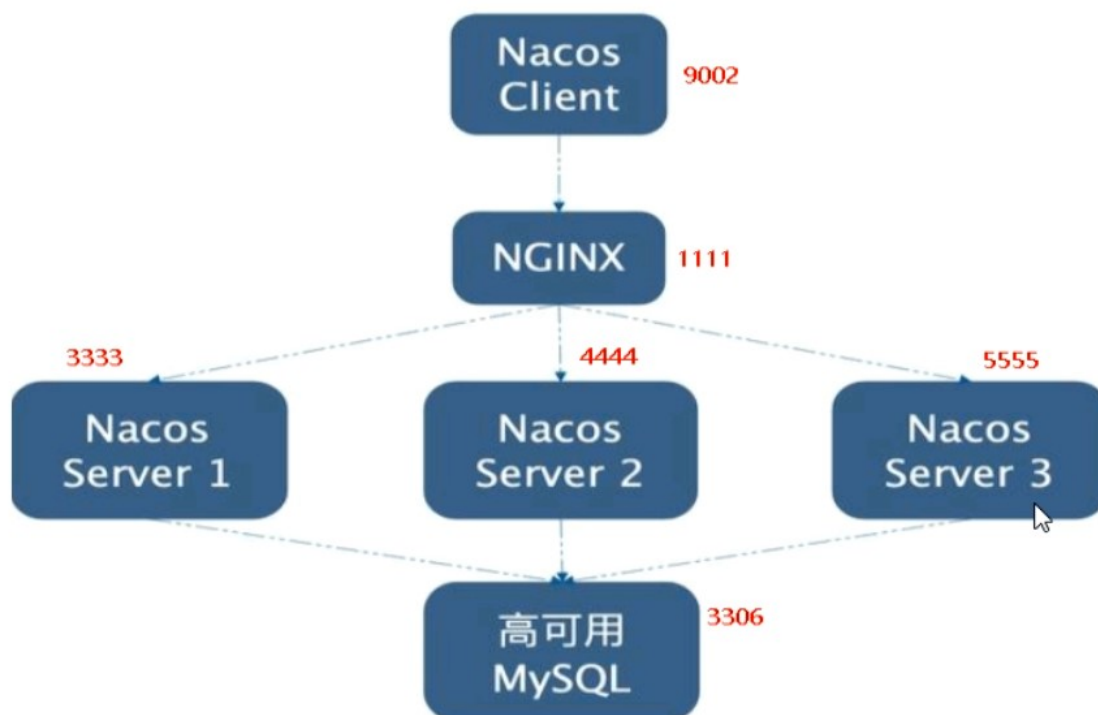 Nacos
Client
9002
NGINX
1111
3333
4444
5555
Nacos
Server 1
Nacos
Server 2
Nacos
Server 3
高可用
MySQL
3306